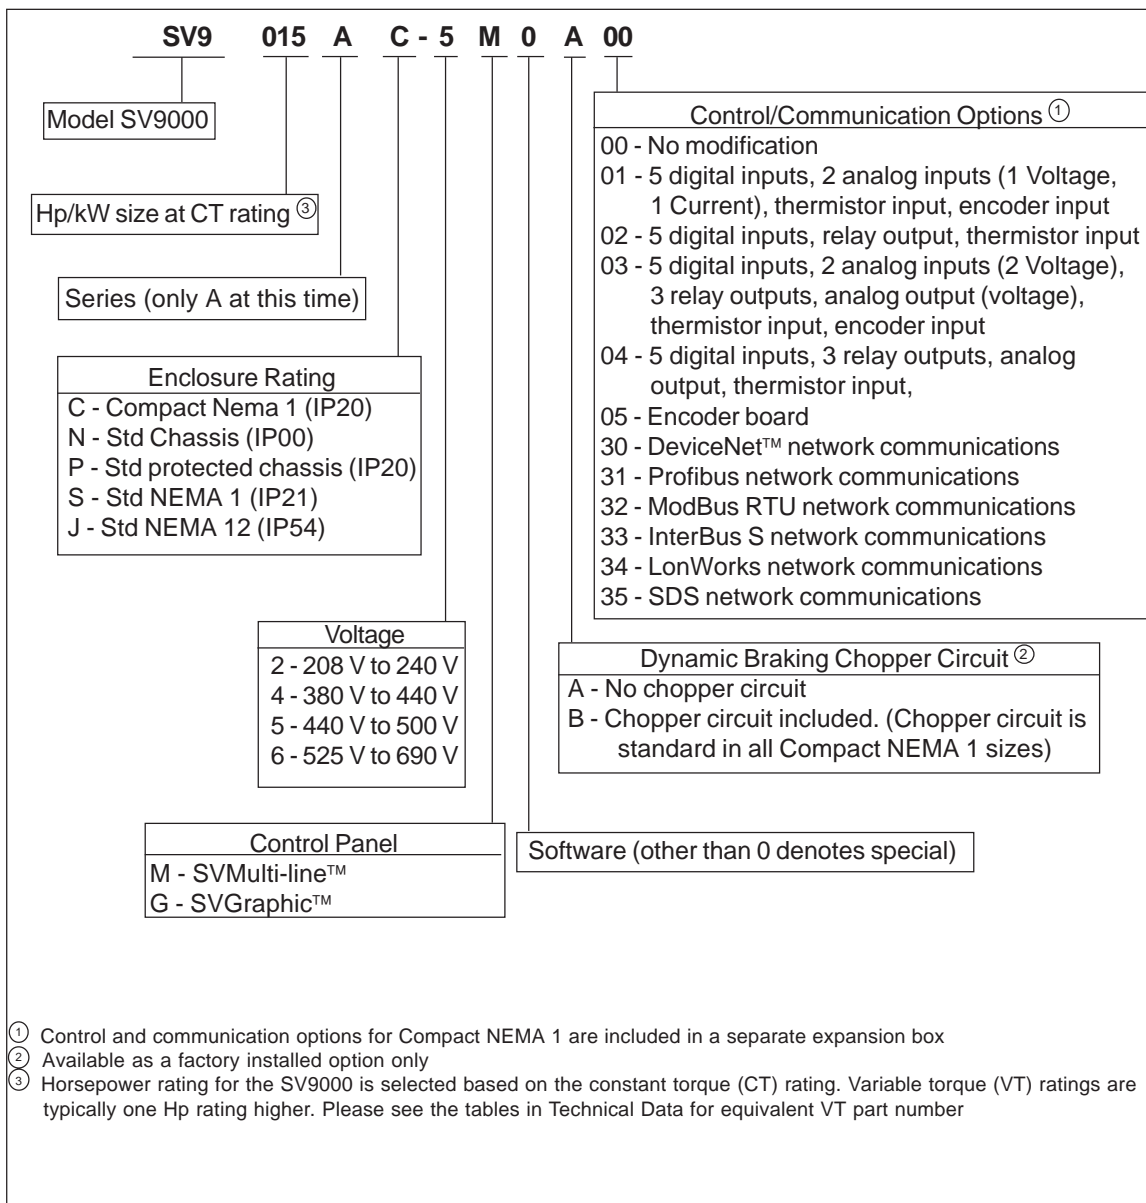 SV9 015 A C - 5 M 0 A 00
Model SV9000
Hp/kW size at CT rating ③
Series (only A at this time)
Enclosure Rating
C - Compact Nema 1 (IP20)
N - Std Chassis (IP00)
P - Std protected chassis (IP20)
S - Std NEMA 1 (IP21)
J - Std NEMA 12 (IP54)
Voltage
2 - 208 V to 240 V
4 - 380 V to 440 V
5 - 440 V to 500 V
6 - 525 V to 690 V
Control Panel
M - SVMulti-line™
G - SVGraphic™
Software (other than 0 denotes special)
Dynamic Braking Chopper Circuit ②
A - No chopper circuit
B - Chopper circuit included. (Chopper circuit is
standard in all Compact NEMA 1 sizes)
Control/Communication Options ①
00 - No modification
01 - 5 digital inputs, 2 analog inputs (1 Voltage,
1 Current), thermistor input, encoder input
02 - 5 digital inputs, relay output, thermistor input
03 - 5 digital inputs, 2 analog inputs (2 Voltage),
3 relay outputs, analog output (voltage),
thermistor input, encoder input
04 - 5 digital inputs, 3 relay outputs, analog
output, thermistor input,
05 - Encoder board
30 - DeviceNet™ network communications
31 - Profibus network communications
32 - ModBus RTU network communications
33 - InterBus S network communications
34 - LonWorks network communications
35 - SDS network communications
① Control and communication options for Compact NEMA 1 are included in a separate expansion box
② Available as a factory installed option only
③ Horsepower rating for the SV9000 is selected based on the constant torque (CT) rating. Variable torque (VT) ratings are
typically one Hp rating higher. Please see the tables in Technical Data for equivalent VT part number